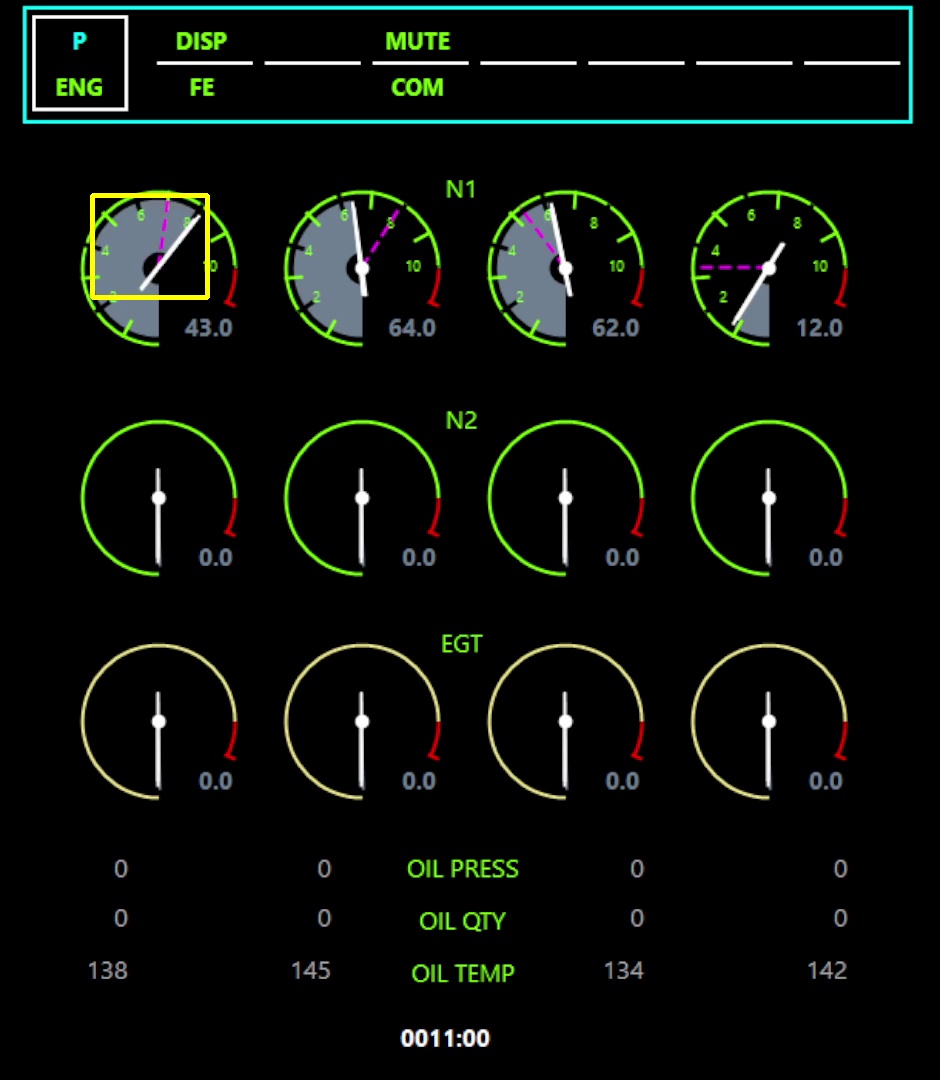 P DISP MUTE
ENG FE COM
N1
6 8 6 8 6 8 6 8
4 10 4 10 4 10 4 10
2 2 2 2
43.0 64.0 62.0 12.0
N2
0.0 0.0 0.0 0.0
EGT
0.0 0.0 0.0 0.0
0 0 OIL PRESS 0 0
0 0 OIL QTY 0 0
138 145 OIL TEMP 134 142
0011:00